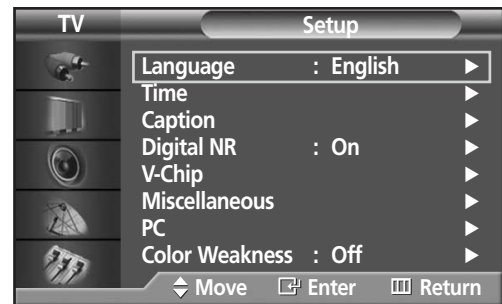 TV Setup
Language : English
Time
Caption
Digital NR : On
V-Chip
Miscellaneous
PC
Color Weakness : Off
Move Enter Return